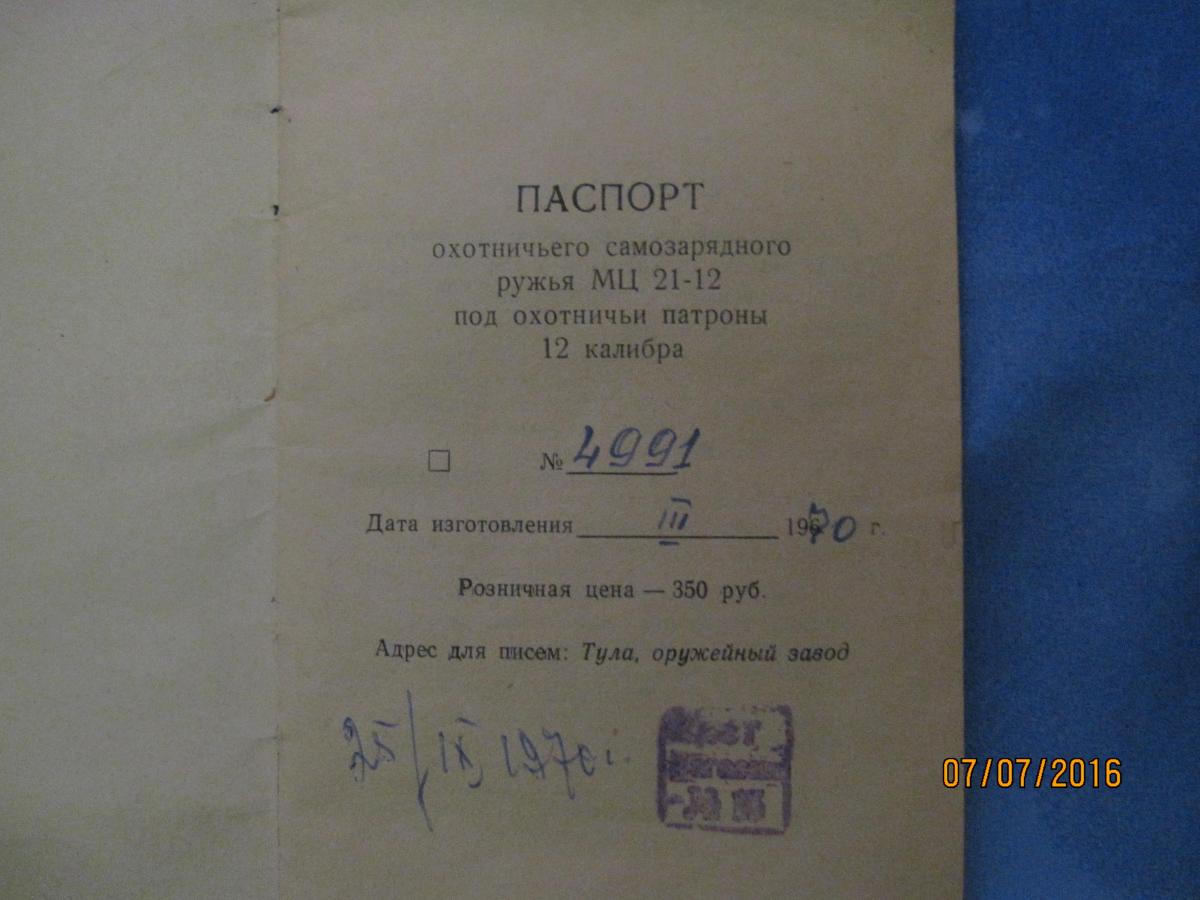 ПАСПОРТ
охотничьего самозарядного
ружья МЦ 21-12
под охотничьи патроны
12 калибра
№ 4991
Дата изготовления III 1970 г.
Розничная цена — 350 руб.
Адрес для писем: Тула, оружейный завод
25/IX 1970 г.
07/07/2016